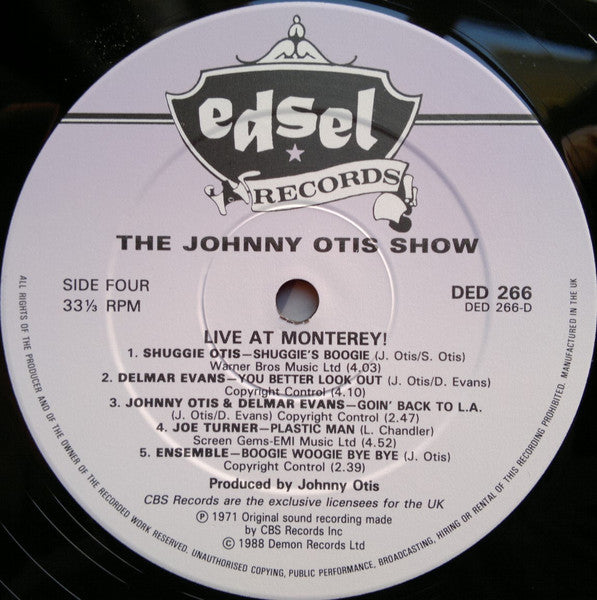 edsel
RECORDS
THE JOHNNY OTIS SHOW
SIDE FOUR
33⅓ RPM
DED 266
DED 266-D
LIVE AT MONTEREY!
1. SHUGGIE OTIS—SHUGGIE'S BOOGIE (J. Otis/S. Otis)
Warner Bros Music Ltd (4.03)
2. DELMAR EVANS—YOU BETTER LOOK OUT (J. Otis/D. Evans)
Copyright Control (4.10)
3. JOHNNY OTIS & DELMAR EVANS—GOIN' BACK TO L.A.
(J. Otis/D. Evans) Copyright Control (2.47)
4. JOE TURNER—PLASTIC MAN (L. Chandler)
Screen Gems-EMI Music Ltd (4.52)
5. ENSEMBLE—BOOGIE WOOGIE BYE BYE (J. Otis)
Copyright Control (2.39)
Produced by Johnny Otis
CBS Records are the exclusive licensees for the UK
℗ 1971 Original sound recording made
by CBS Records Inc
© 1988 Demon Records Ltd
ALL RIGHTS OF THE PRODUCER AND OF THE OWNER OF THE RECORDED WORK RESERVED. UNAUTHORISED COPYING, PUBLIC PERFORMANCE, BROADCASTING, HIRING OR RENTAL OF THIS RECORDING PROHIBITED. MANUFACTURED IN THE UK